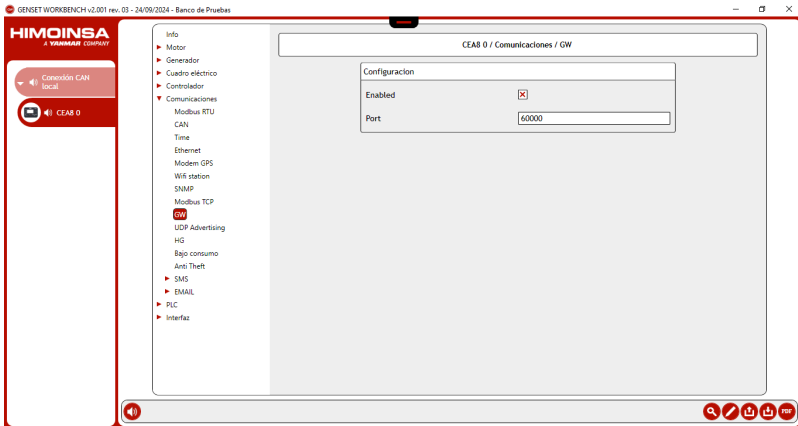 GENSET WORKBENCH v2.001 rev. 03 - 24/09/2024 - Banco de Pruebas
HIMOINSA
A YANMAR COMPANY
Conexión CAN
local
CEA8 0
Info
Motor
Generador
Cuadro eléctrico
Controlador
Comunicaciones
Modbus RTU
CAN
Time
Ethernet
Modem GPS
Wifi station
SNMP
Modbus TCP
GW
UDP Advertising
HG
Bajo consumo
Anti Theft
SMS
EMAIL
PLC
Interfaz
CEA8 0 / Comunicaciones / GW
Configuracion
Enabled
Port
60000
PDF